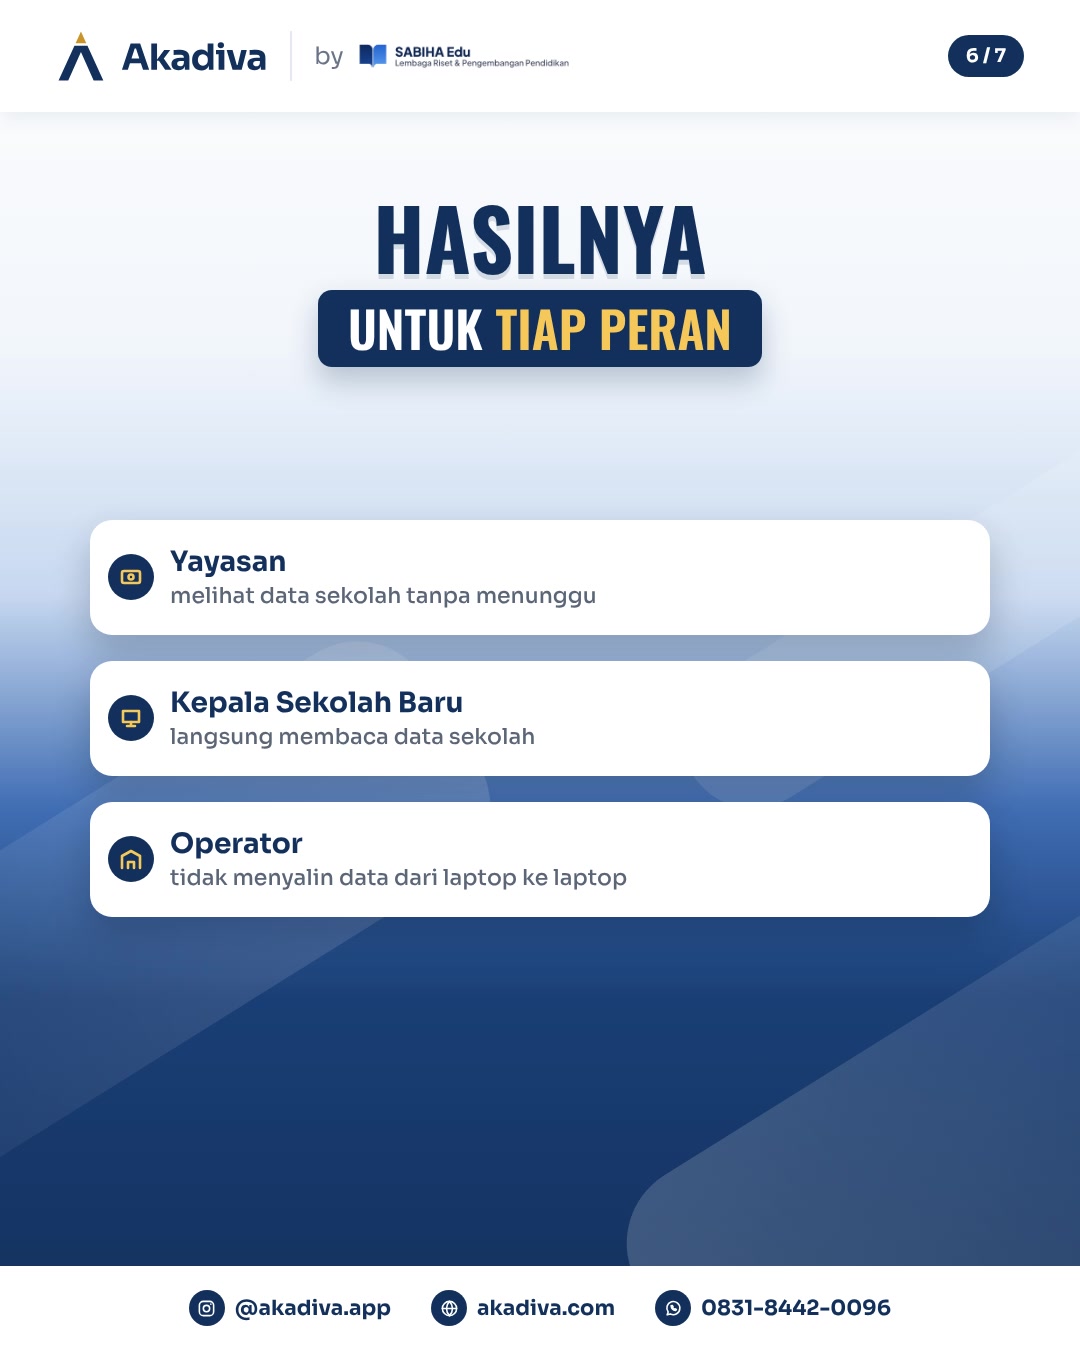 Akadiva
by
SABIHA Edu
Lembaga Riset & Pengembangan Pendidikan
6 / 7
HASILNYA
UNTUK TIAP PERAN
Yayasan
melihat data sekolah tanpa menunggu
Kepala Sekolah Baru
langsung membaca data sekolah
Operator
tidak menyalin data dari laptop ke laptop
@akadiva.app
akadiva.com
0831-8442-0096